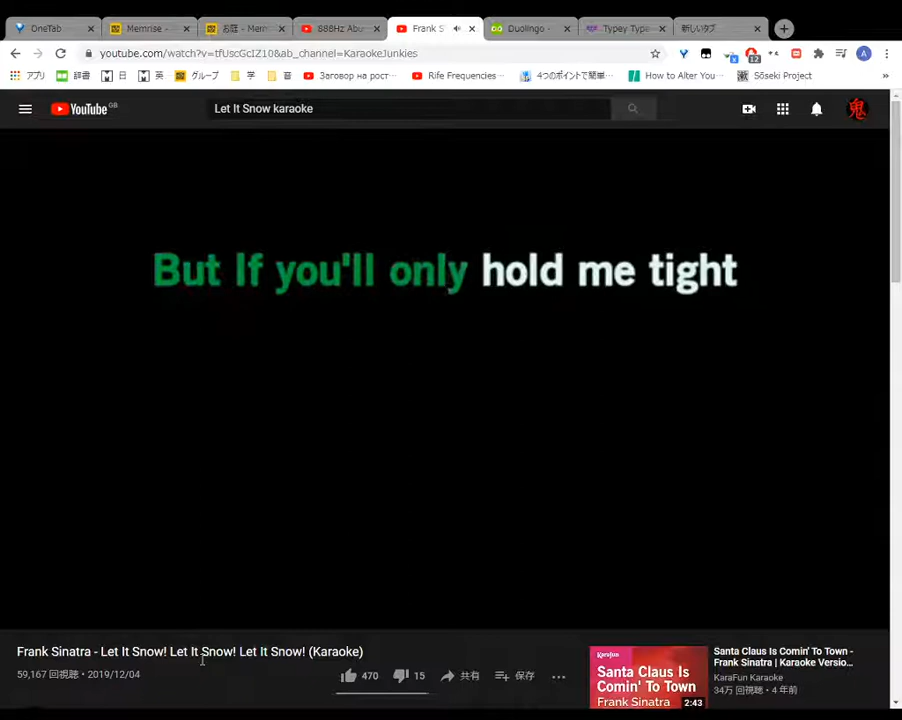 OneTab
Memrise -
お庭 - Mem
888Hz Abu
Frank S
Duolingo -
Typey Type
新しいタブ
youtube.com/watch?v=tfUscGcIZ10&ab_channel=KaraokeJunkies
A
アプリ
辞書
日
英
グループ
学
音
Заговор на рост…
Rife Frequencies…
4つのポイントで簡単…
How to Alter You…
Sōseki Project
»
YouTube GB
Let It Snow karaoke
鬼
But If you'll only hold me tight
Frank Sinatra - Let It Snow! Let It Snow! Let It Snow! (Karaoke)
59,167 回視聴・2019/12/04
470
15
共有
保存
KaraFun
Santa Claus Is
Comin' To Town
Frank Sinatra
2:43
Santa Claus Is Comin' To Town -
Frank Sinatra | Karaoke Versio...
KaraFun Karaoke
34万 回視聴・4 年前